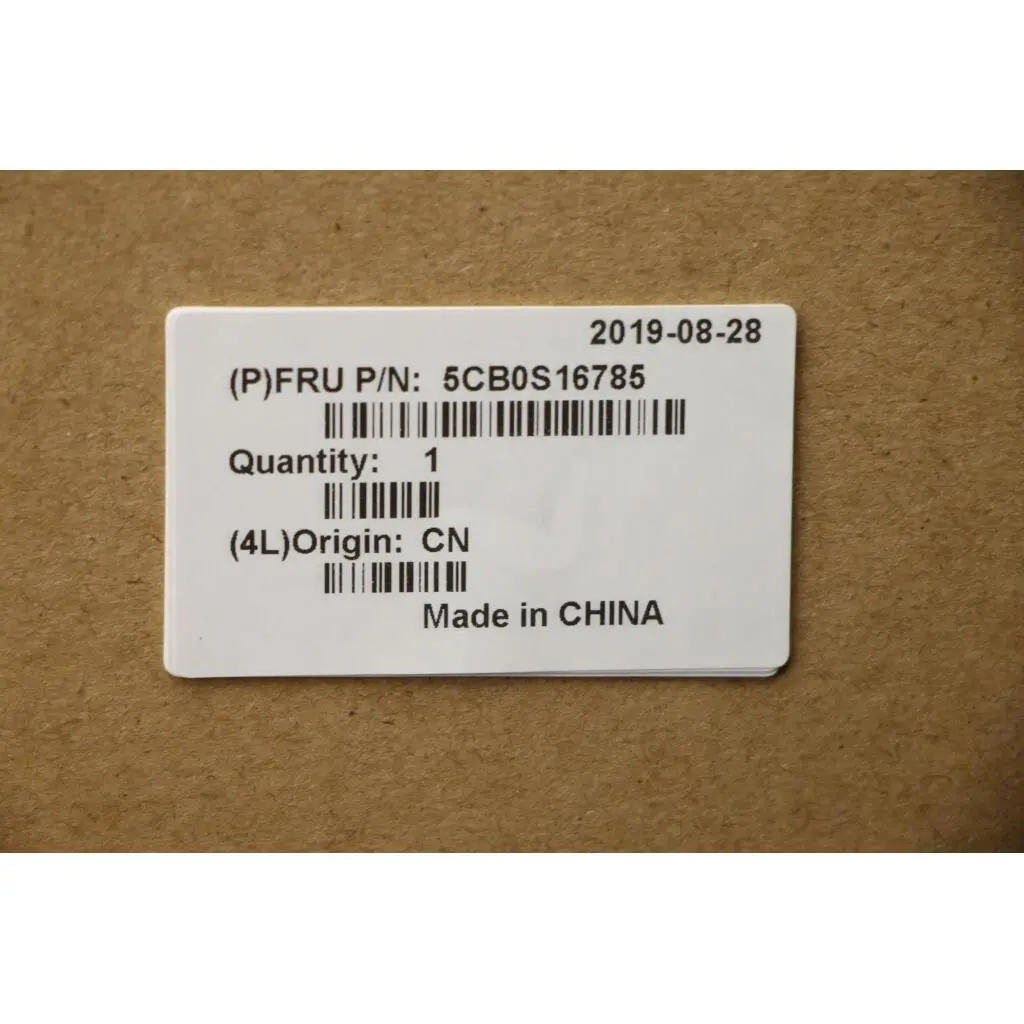 2019-08-28
(P)FRU P/N: 5CB0S16785
Quantity: 1
(4L)Origin: CN
Made in CHINA